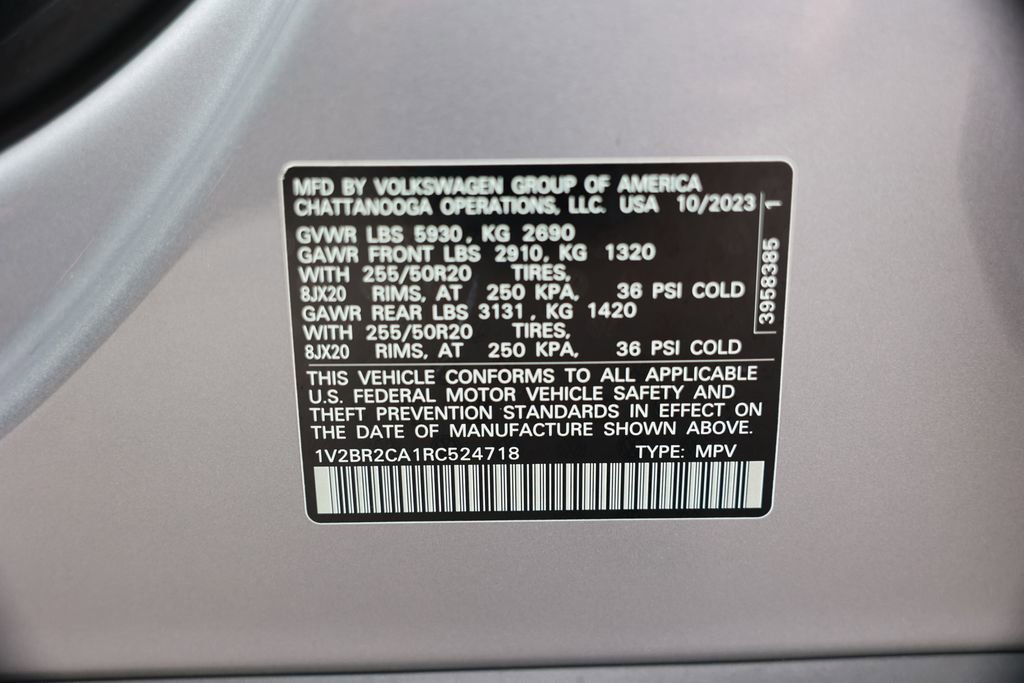 MFD BY VOLKSWAGEN GROUP OF AMERICA
CHATTANOOGA OPERATIONS, LLC. USA 10/2023
GVWR LBS 5930, KG 2690
GAWR FRONT LBS 2910, KG 1320
WITH 255/50R20 TIRES,
8JX20 RIMS, AT 250 KPA, 36 PSI COLD
GAWR REAR LBS 3131, KG 1420
WITH 255/50R20 TIRES,
8JX20 RIMS, AT 250 KPA, 36 PSI COLD
3958385 1
THIS VEHICLE CONFORMS TO ALL APPLICABLE
U.S. FEDERAL MOTOR VEHICLE SAFETY AND
THEFT PREVENTION STANDARDS IN EFFECT ON
THE DATE OF MANUFACTURE SHOWN ABOVE.
1V2BR2CA1RC524718 TYPE: MPV